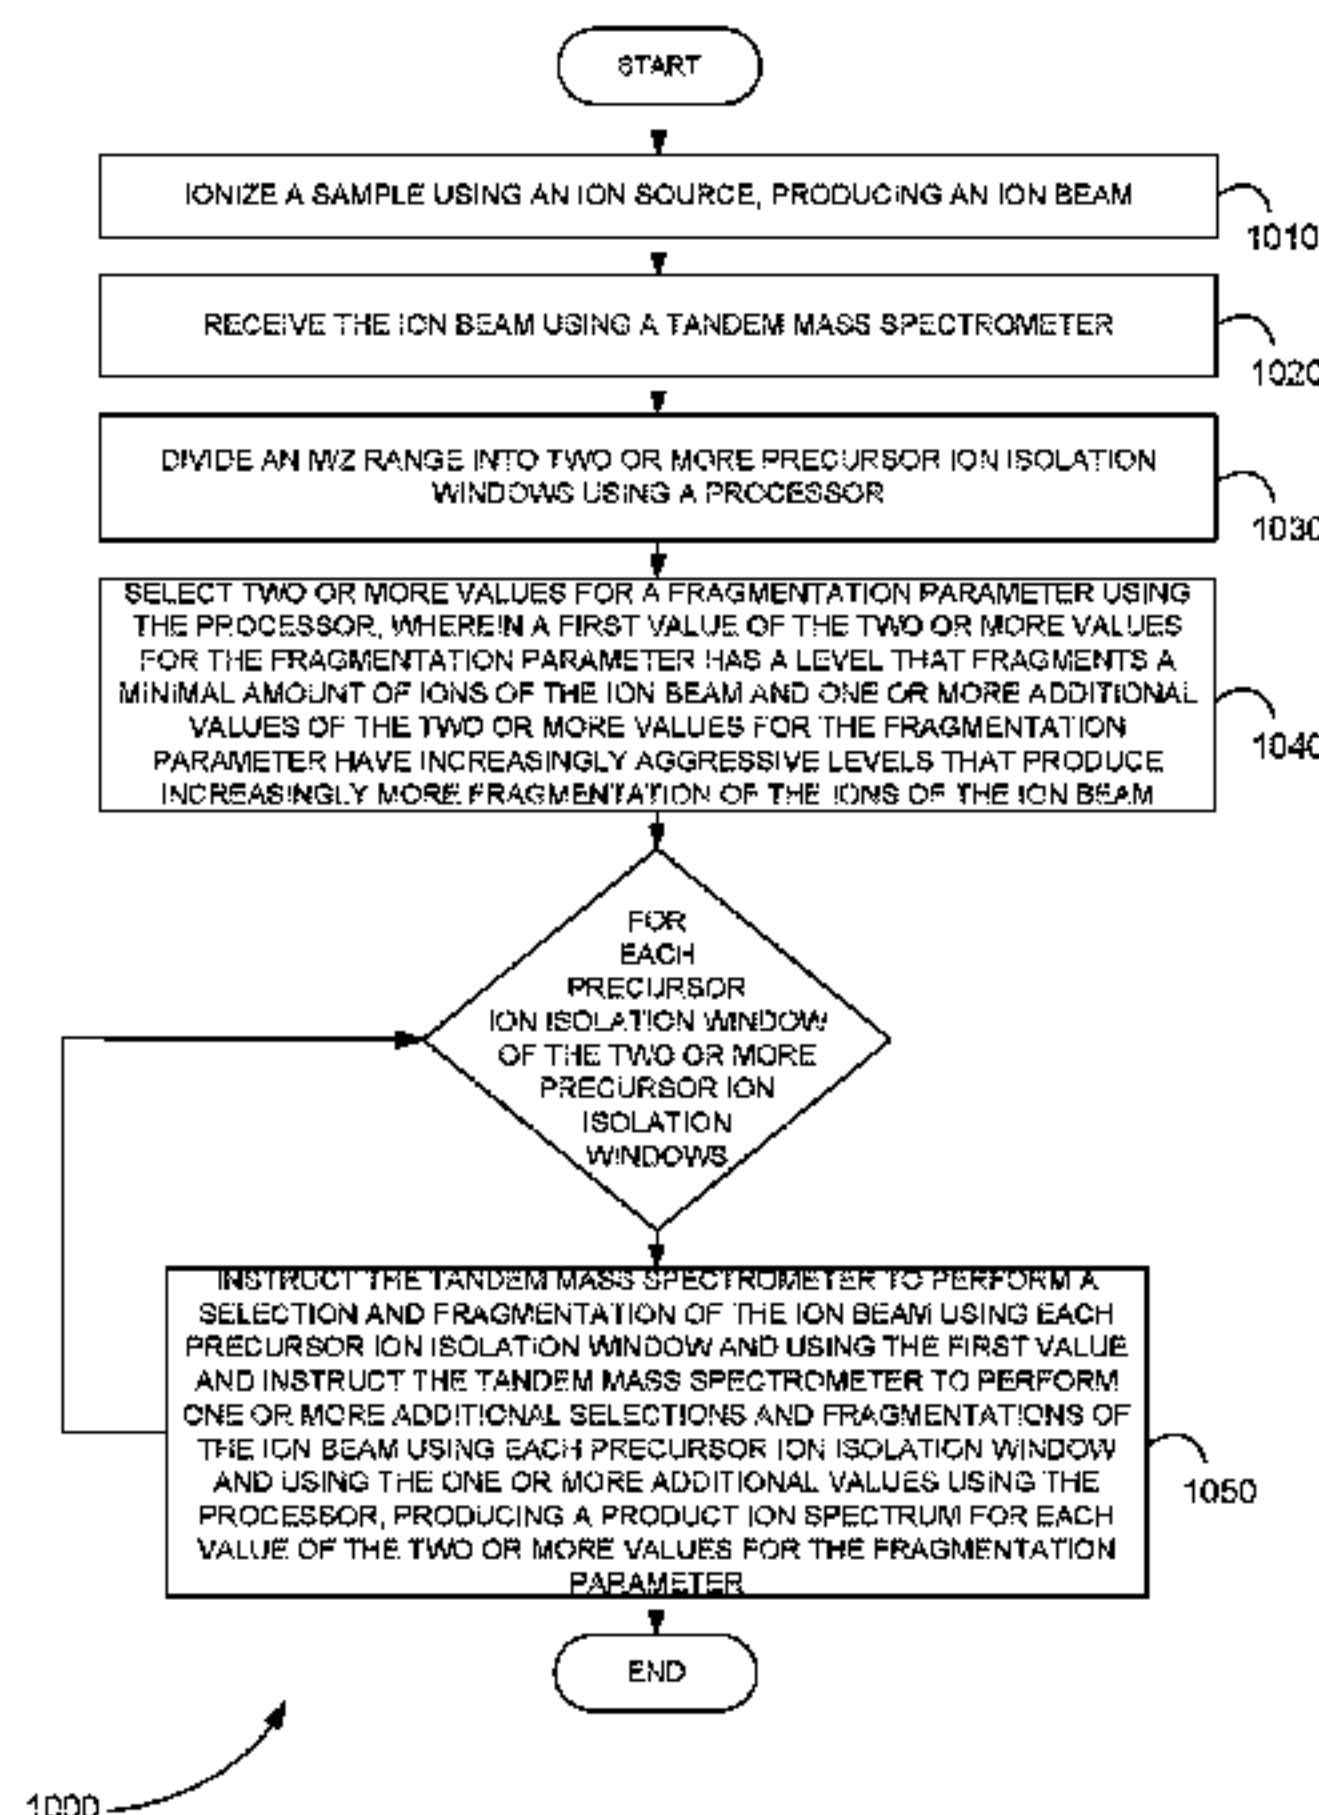 START
IONIZE A SAMPLE USING AN ION SOURCE, PRODUCING AN ION BEAM
1010
RECEIVE THE ION BEAM USING A TANDEM MASS SPECTROMETER
1020
DIVIDE AN M/Z RANGE INTO TWO OR MORE PRECURSOR ION ISOLATION
WINDOWS USING A PROCESSOR
1030
SELECT TWO OR MORE VALUES FOR A FRAGMENTATION PARAMETER USING
THE PROCESSOR, WHEREIN A FIRST VALUE OF THE TWO OR MORE VALUES
FOR THE FRAGMENTATION PARAMETER HAS A LEVEL THAT FRAGMENTS A
MINIMAL AMOUNT OF IONS OF THE ION BEAM AND ONE OR MORE ADDITIONAL
VALUES OF THE TWO OR MORE VALUES FOR THE FRAGMENTATION
PARAMETER HAVE INCREASINGLY AGGRESSIVE LEVELS THAT PRODUCE
INCREASINGLY MORE FRAGMENTATION OF THE IONS OF THE ION BEAM
1040
FOR
EACH
PRECURSOR
ION ISOLATION WINDOW
OF THE TWO OR MORE
PRECURSOR ION
ISOLATION
WINDOWS
INSTRUCT THE TANDEM MASS SPECTROMETER TO PERFORM A
SELECTION AND FRAGMENTATION OF THE ION BEAM USING EACH
PRECURSOR ION ISOLATION WINDOW AND USING THE FIRST VALUE
AND INSTRUCT THE TANDEM MASS SPECTROMETER TO PERFORM
ONE OR MORE ADDITIONAL SELECTIONS AND FRAGMENTATIONS OF
THE ION BEAM USING EACH PRECURSOR ION ISOLATION WINDOW
AND USING THE ONE OR MORE ADDITIONAL VALUES USING THE
PROCESSOR, PRODUCING A PRODUCT ION SPECTRUM FOR EACH
VALUE OF THE TWO OR MORE VALUES FOR THE FRAGMENTATION
PARAMETER
1050
END
1000